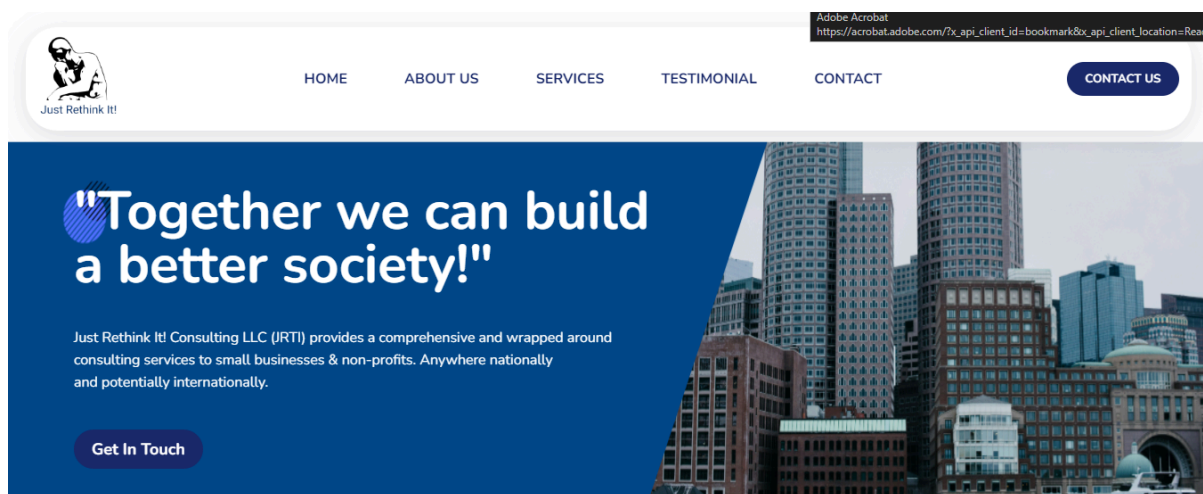 Adobe Acrobat
https://acrobat.adobe.com/?x_api_client_id=bookmark&x_api_client_location=Rea
Just Rethink It!
HOME ABOUT US SERVICES TESTIMONIAL CONTACT CONTACT US
"Together we can build
a better society!"
Just Rethink It! Consulting LLC (JRTI) provides a comprehensive and wrapped around
consulting services to small businesses & non-profits. Anywhere nationally
and potentially internationally.
Get In Touch